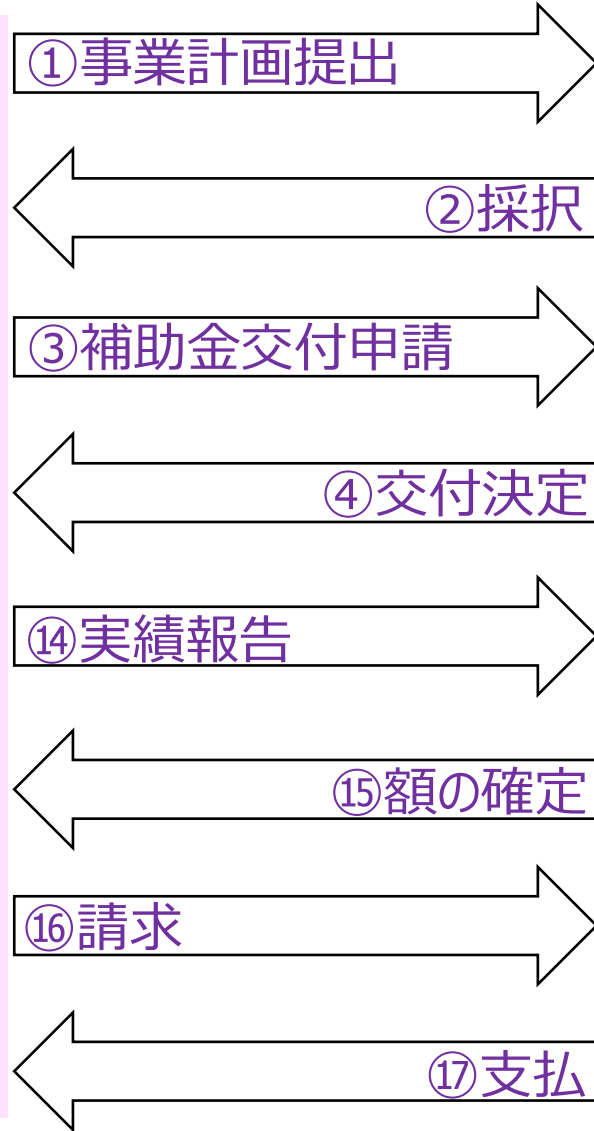 ①事業計画提出
②採択
③補助金交付申請
④交付決定
⑭実績報告
⑮額の確定
⑯請求
⑰支払